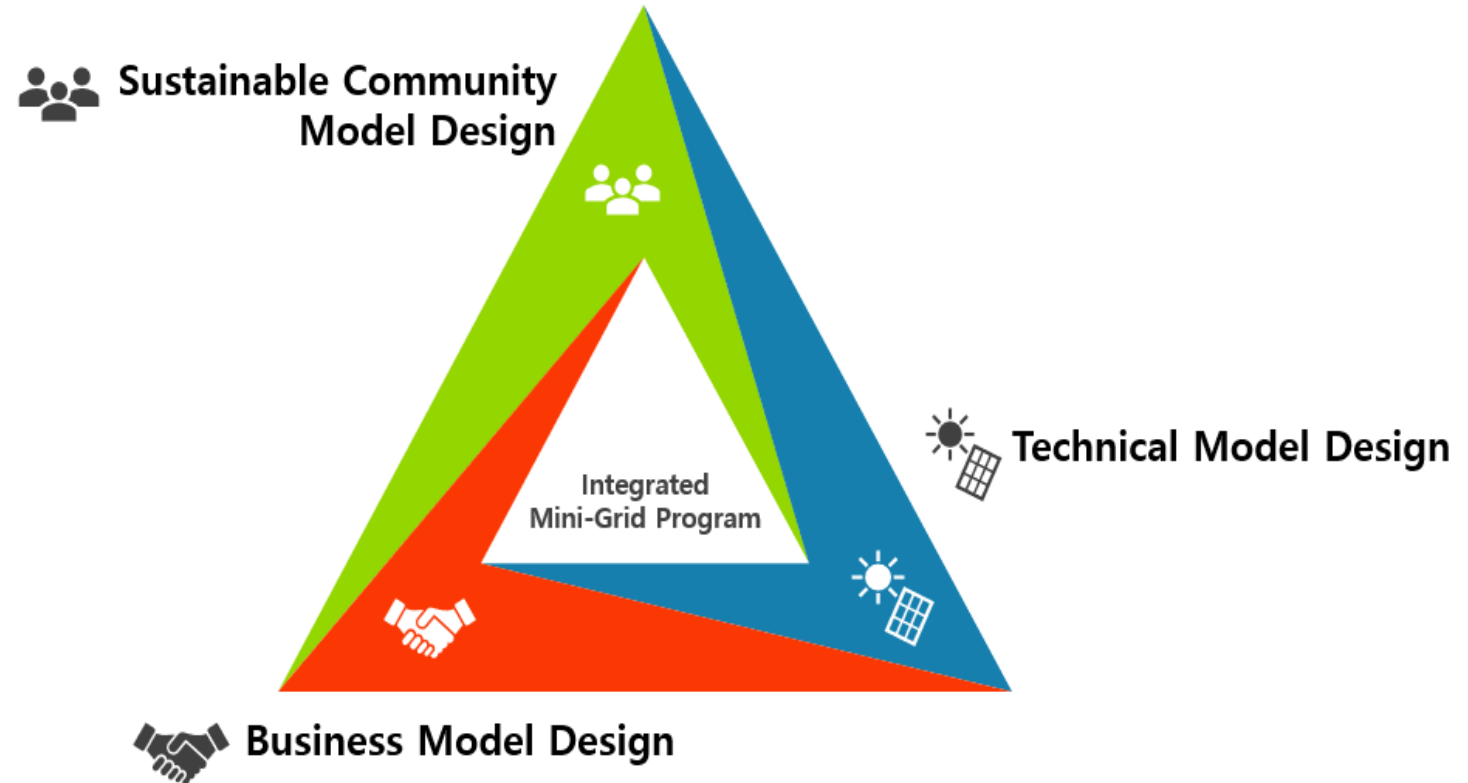 Sustainable Community
Model Design
Technical Model Design
Integrated
Mini-Grid Program
Business Model Design